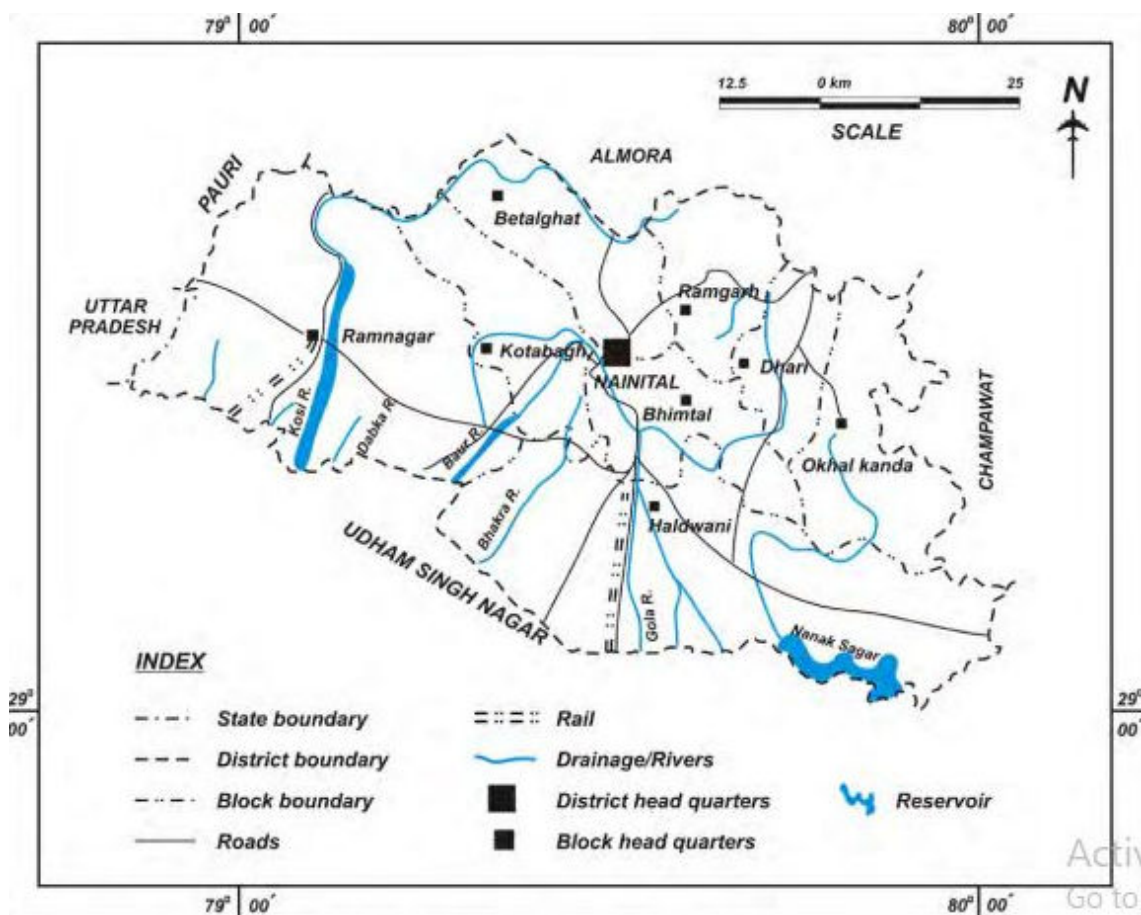 79° 00´
80° 00´
12.5 0 km 25
SCALE
N
ALMORA
PAURI
Betalghat
UTTAR
PRADESH
Ramgarh
Ramnagar
Kotabagh
NAINITAL
Dhari
Bhimtal
Kosi R.
Dabka R.
Baur R.
Okhal kanda
CHAMPAWAT
Bhakra R.
Haldwani
UDHAM SINGH NAGAR
Gola R.
Nanak Sagar
INDEX
29°
00´
29°
00´
State boundary
Rail
District boundary
Drainage/Rivers
Block boundary
District head quarters
Reservoir
Roads
Block head quarters
Activ
Go to
79° 00´
80° 00´